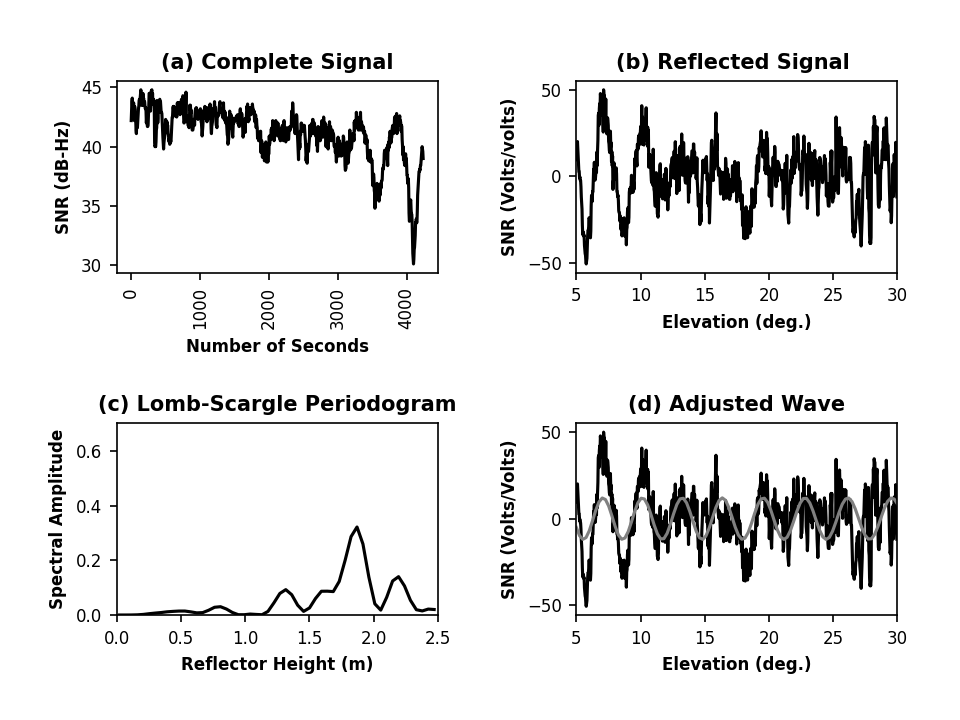 (a) Complete Signal
45
40
35
30
SNR (dB-Hz)
0
1000
2000
3000
4000
Number of Seconds
(b) Reflected Signal
50
0
−50
SNR (Volts/volts)
5 10 15 20 25 30
Elevation (deg.)
(c) Lomb-Scargle Periodogram
0.6
0.4
0.2
0.0
Spectral Amplitude
0.0 0.5 1.0 1.5 2.0 2.5
Reflector Height (m)
(d) Adjusted Wave
50
0
−50
SNR (Volts/Volts)
5 10 15 20 25 30
Elevation (deg.)